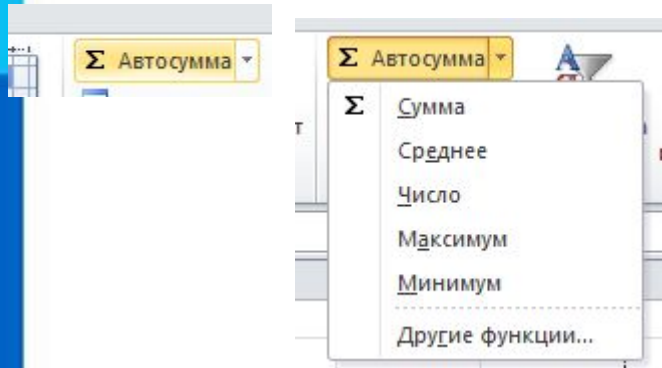 Σ Автосумма
Σ Автосумма
Σ Сумма
Среднее
Число
Максимум
Минимум
Другие функции...